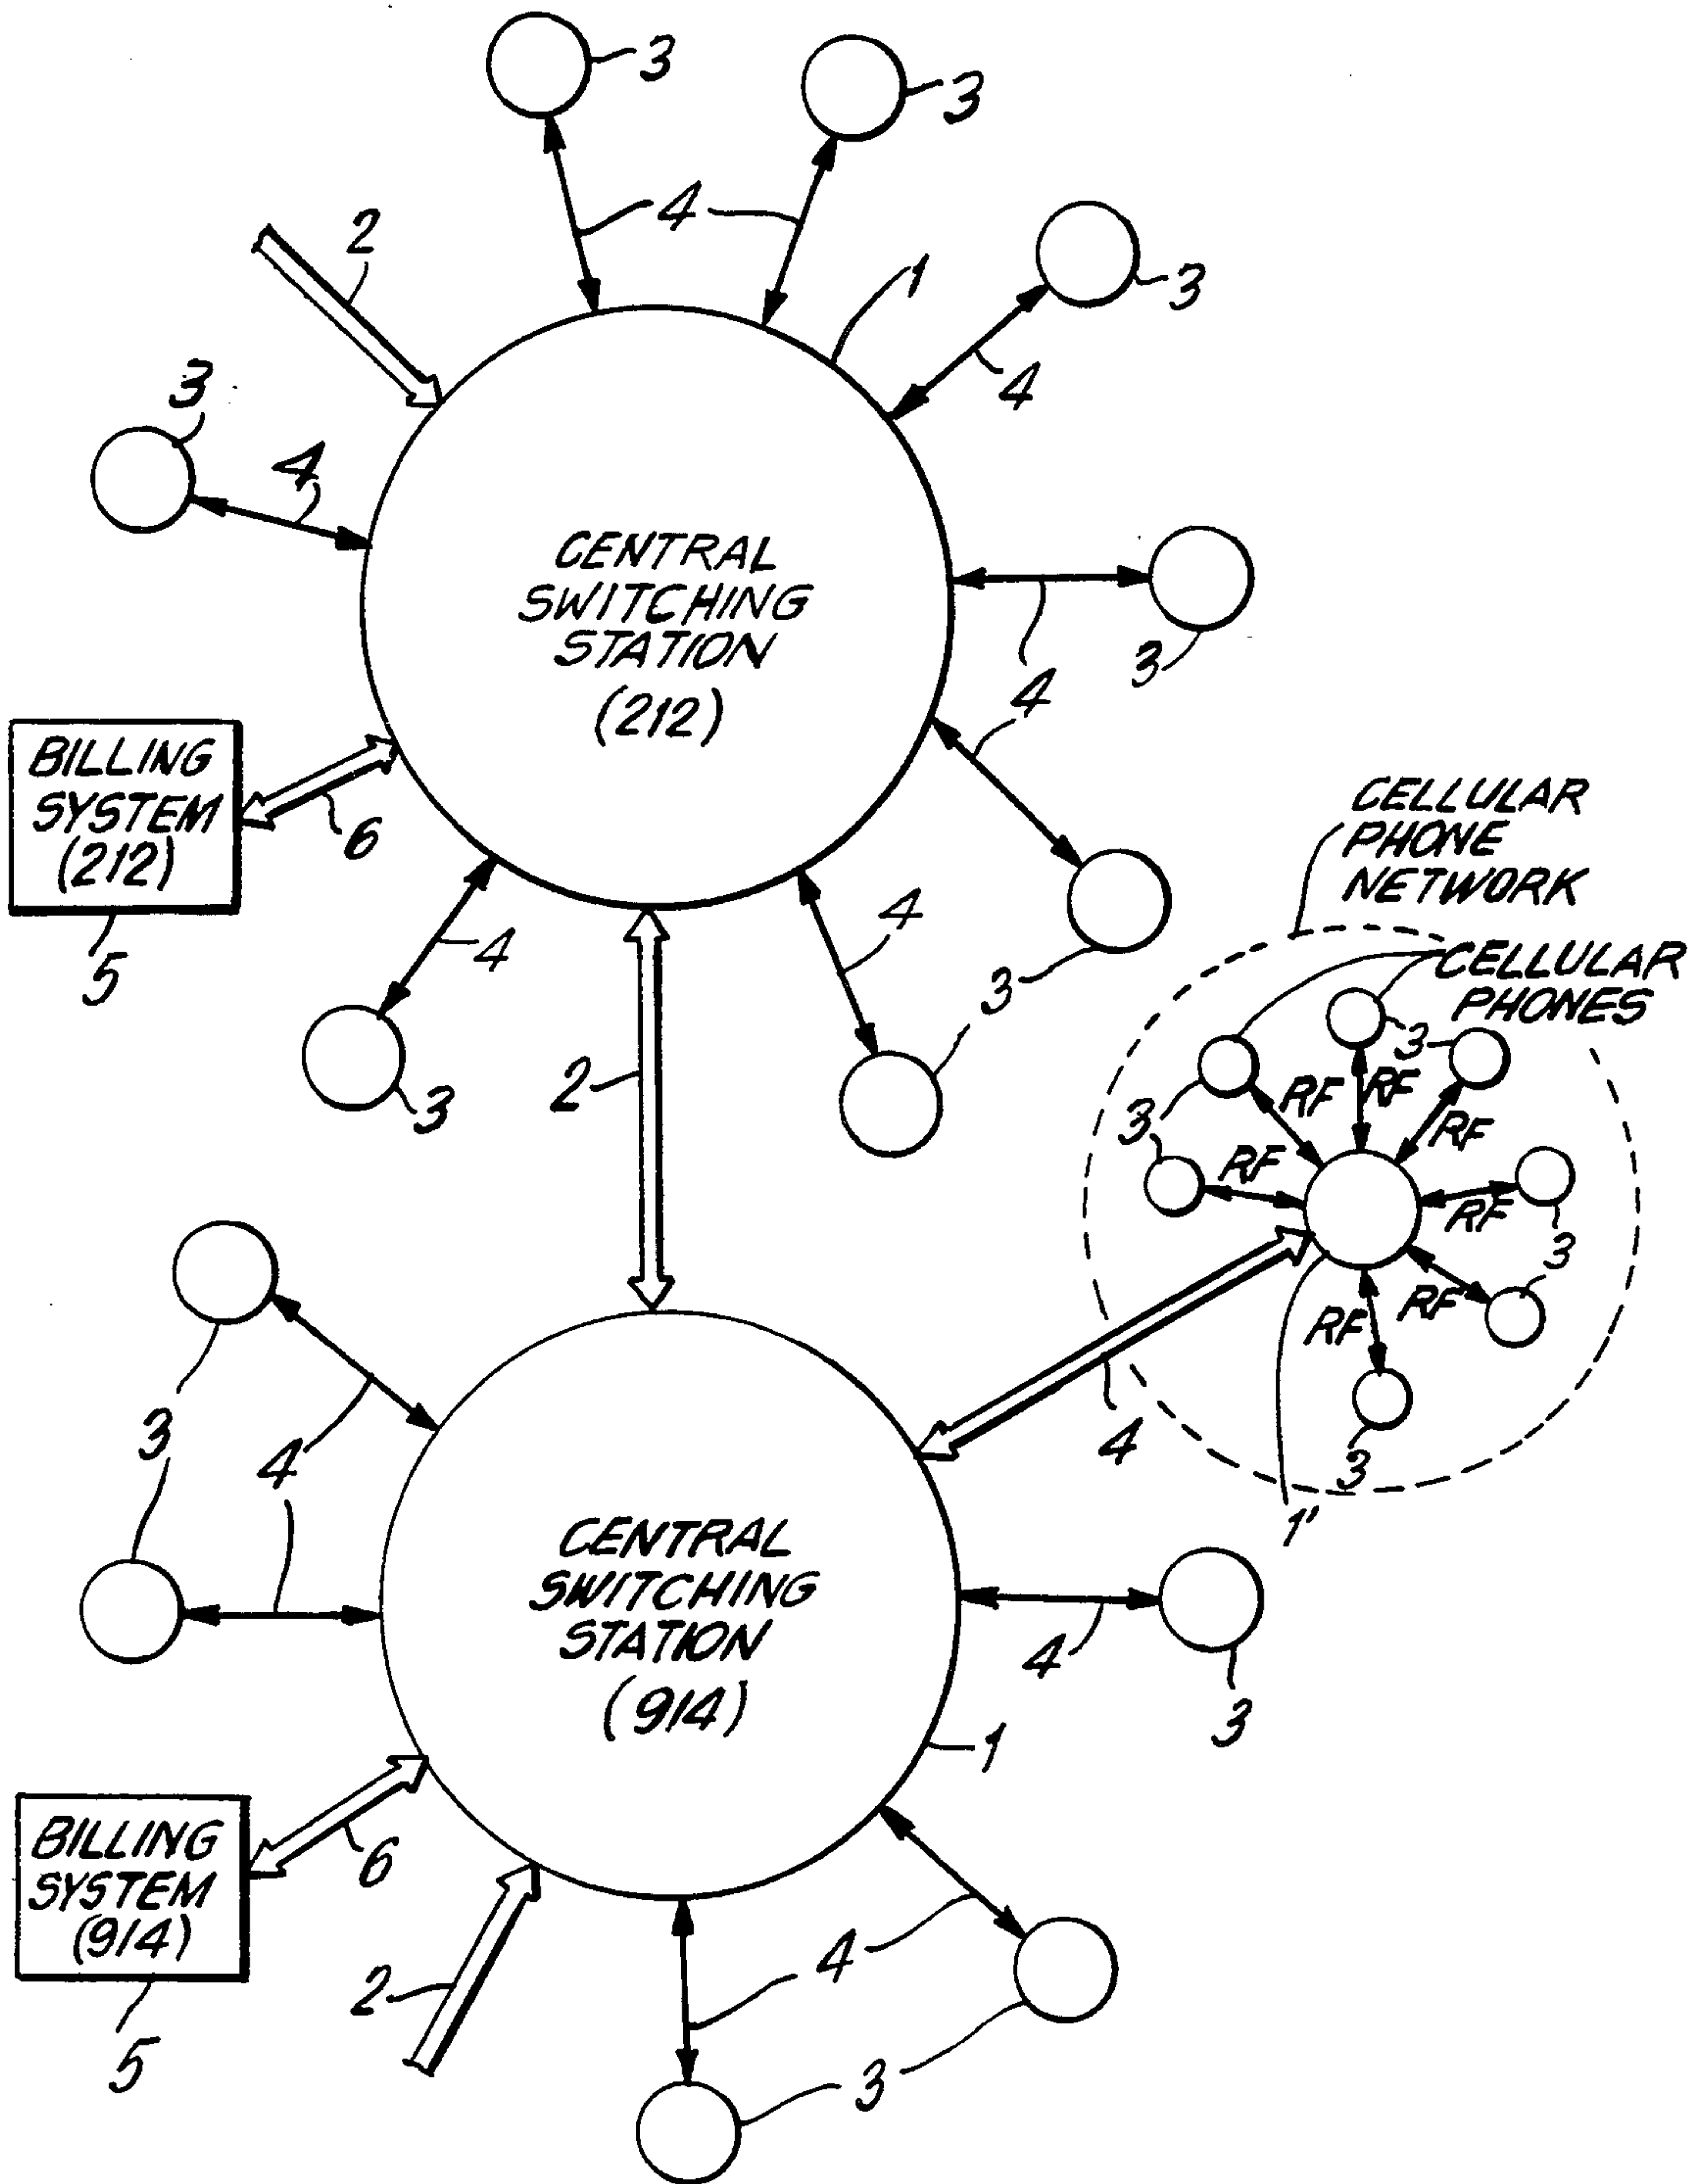 3
3
4
2
1
3
3
4
4
CENTRAL
SWITCHING
STATION
(212)
3
4
BILLING
SYSTEM
(212)
6
5
4
4
3
3
4
2
CELLULAR
PHONE
NETWORK
CELLULAR
PHONES
3
3
3
RF
RF
RF
RF
RF
3
RF
RF
3
4
1'
3
4
CENTRAL
SWITCHING
STATION
(914)
4
3
1
BILLING
SYSTEM
(914)
6
5
2
4
3